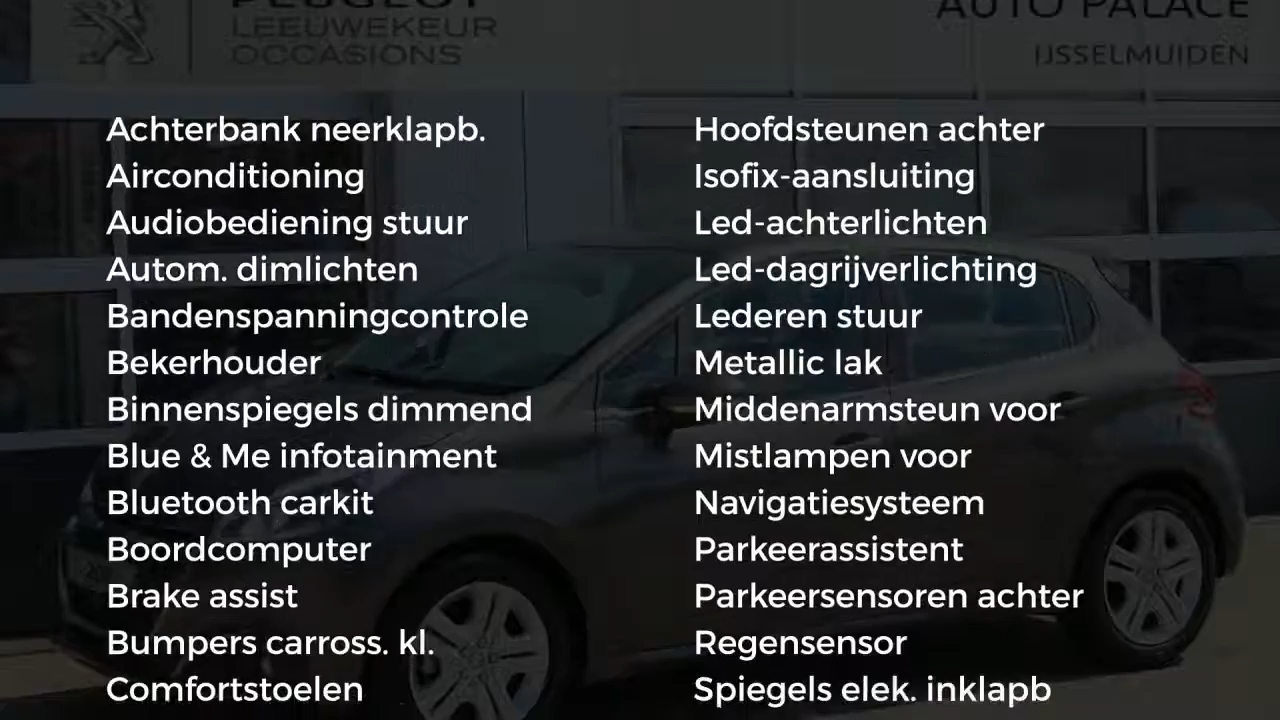 PEUGEOT
LEEUWEKEUR
OCCASIONS
AUTO PALACE
IJSSELMUIDEN
Achterbank neerklapb.
Airconditioning
Audiobediening stuur
Autom. dimlichten
Bandenspanningcontrole
Bekerhouder
Binnenspiegels dimmend
Blue & Me infotainment
Bluetooth carkit
Boordcomputer
Brake assist
Bumpers carross. kl.
Comfortstoelen
Hoofdsteunen achter
Isofix-aansluiting
Led-achterlichten
Led-dagrijverlichting
Lederen stuur
Metallic lak
Middenarmsteun voor
Mistlampen voor
Navigatiesysteem
Parkeerassistent
Parkeersensoren achter
Regensensor
Spiegels elek. inklapb